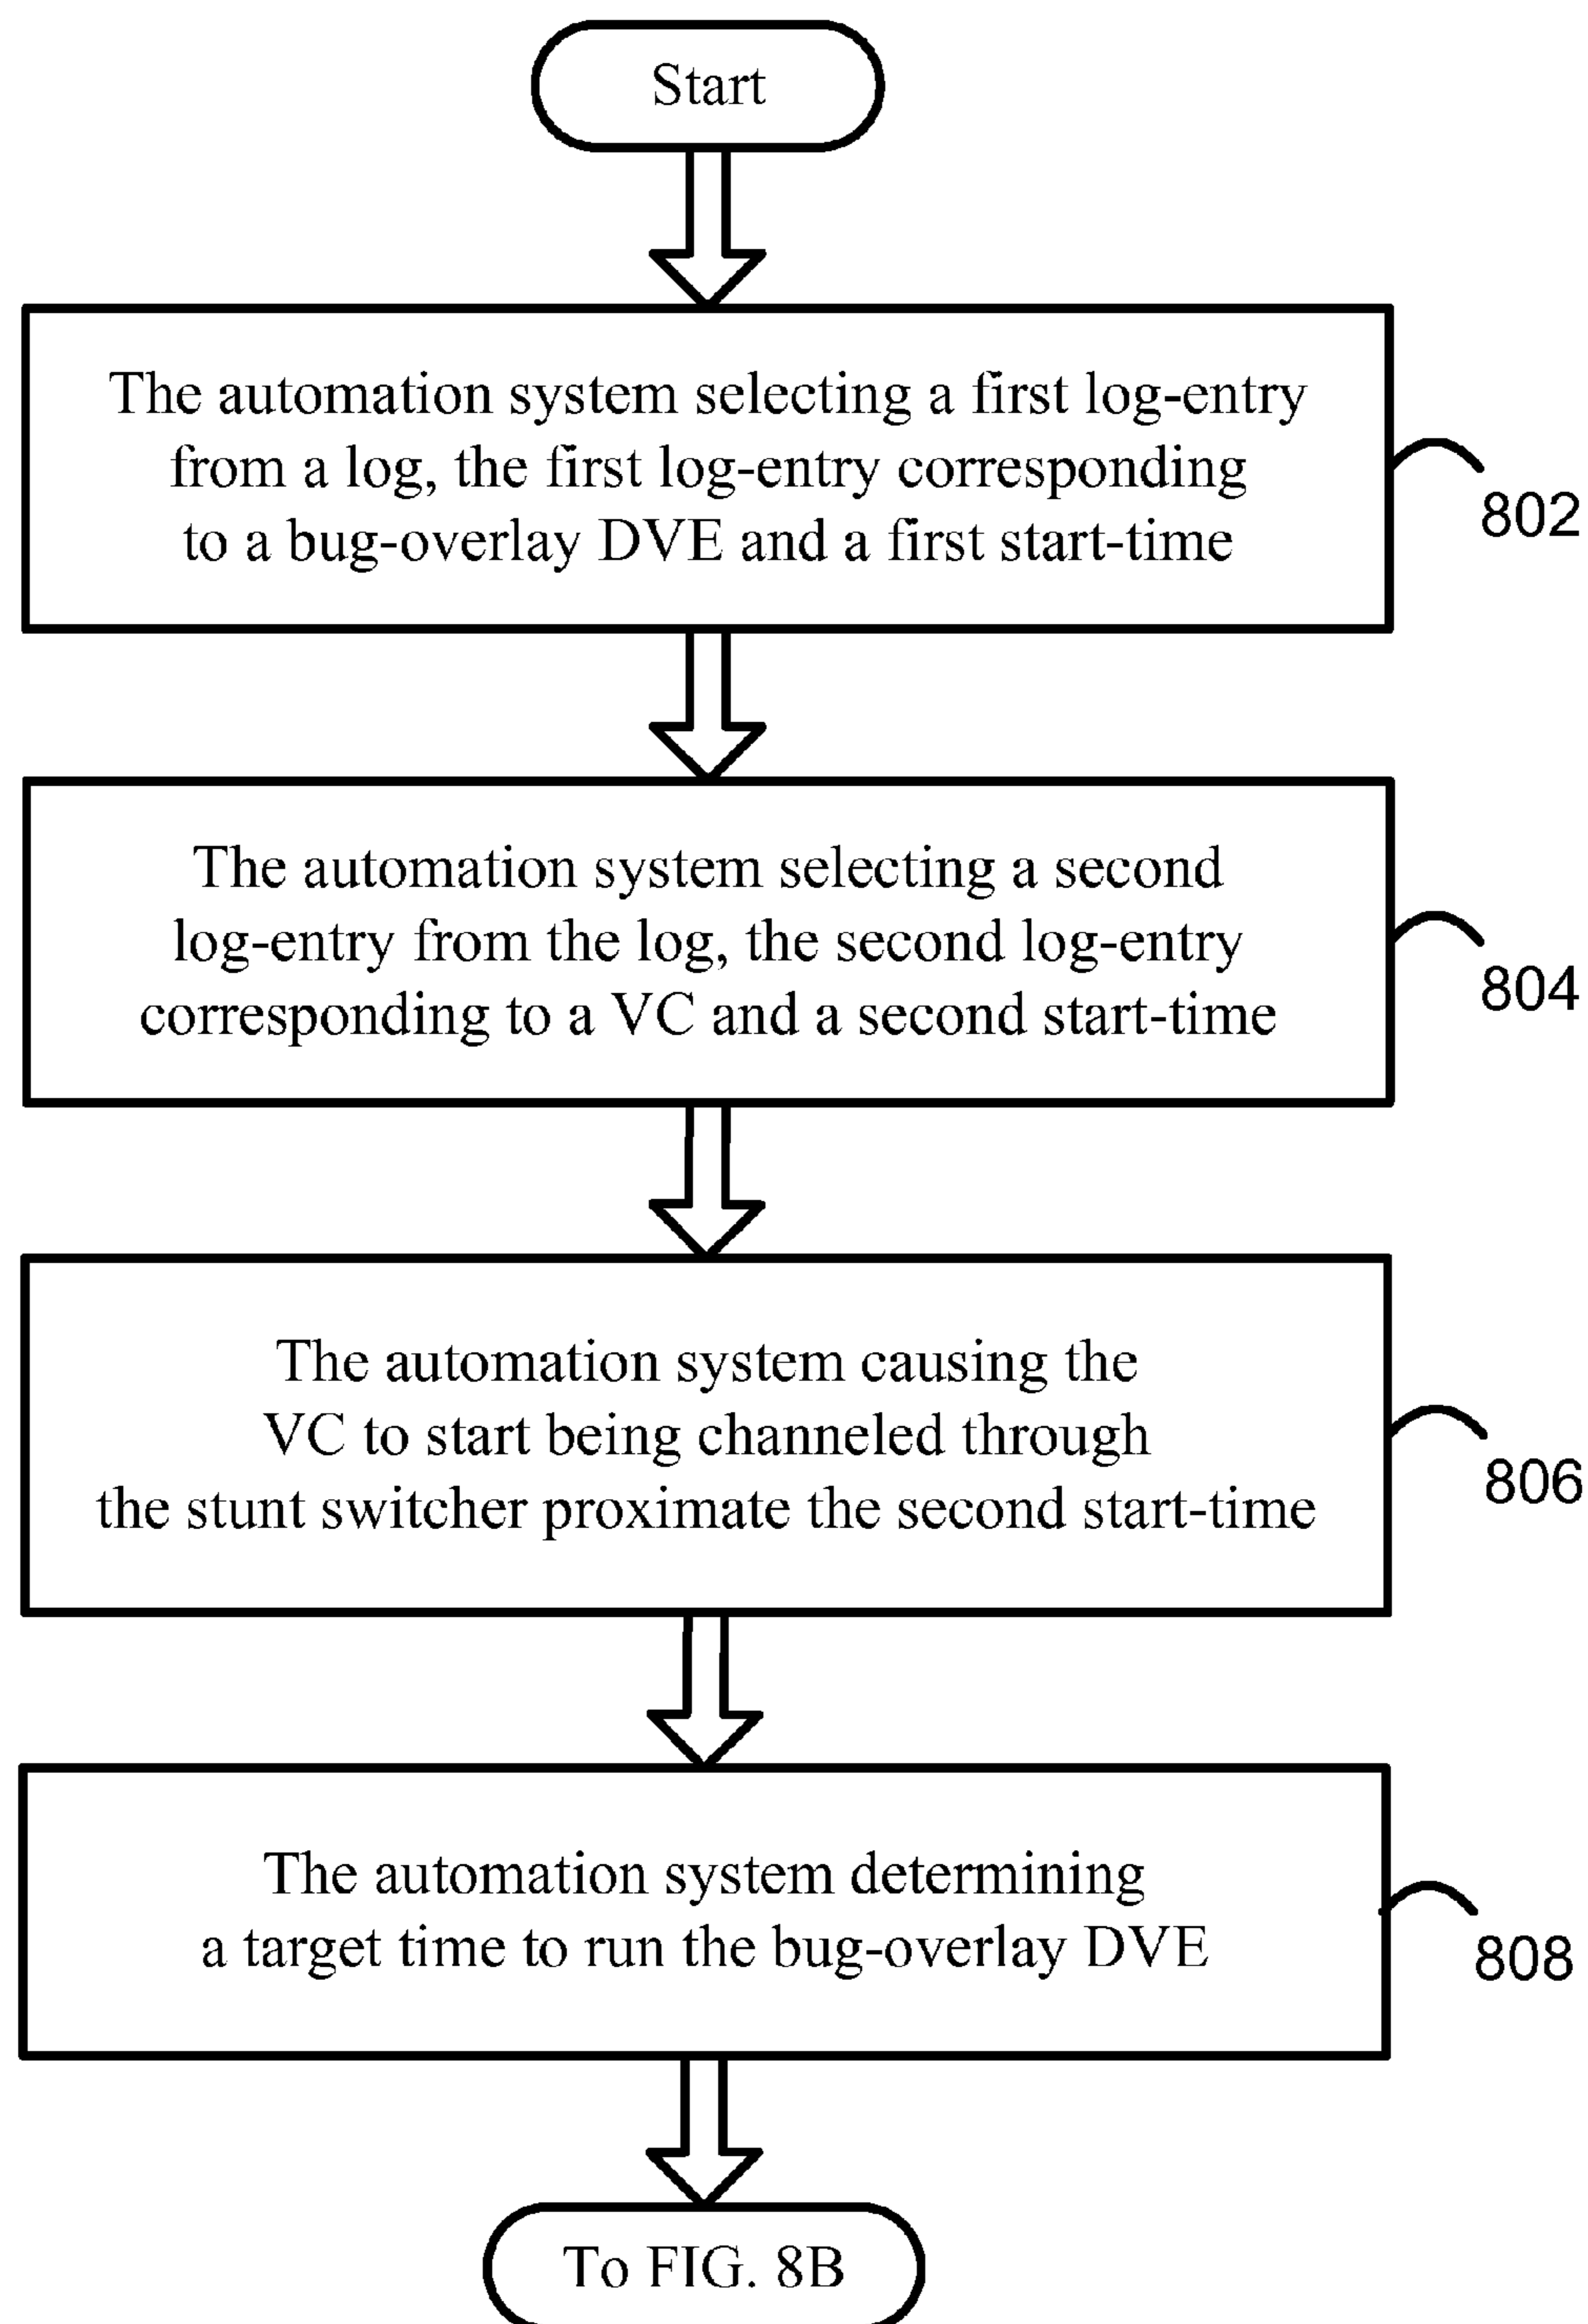 Start
The automation system selecting a first log-entry
from a log, the first log-entry corresponding
to a bug-overlay DVE and a first start-time
802
The automation system selecting a second
log-entry from the log, the second log-entry
corresponding to a VC and a second start-time
804
The automation system causing the
VC to start being channeled through
the stunt switcher proximate the second start-time
806
The automation system determining
a target time to run the bug-overlay DVE
808
To FIG. 8B